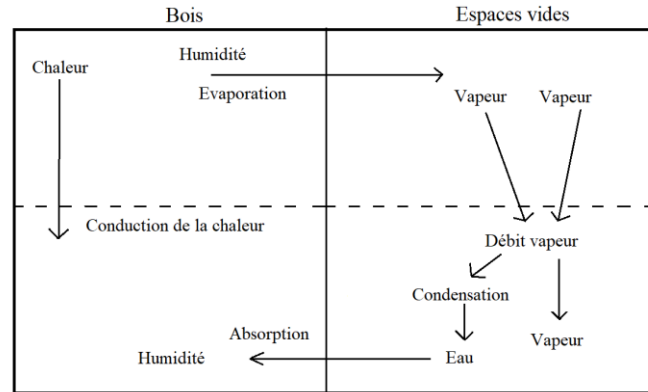 Bois
Espaces vides
Humidité
Chaleur
Evaporation
Vapeur
Vapeur
Conduction de la chaleur
Débit vapeur
Condensation
Absorption
Vapeur
Humidité
Eau